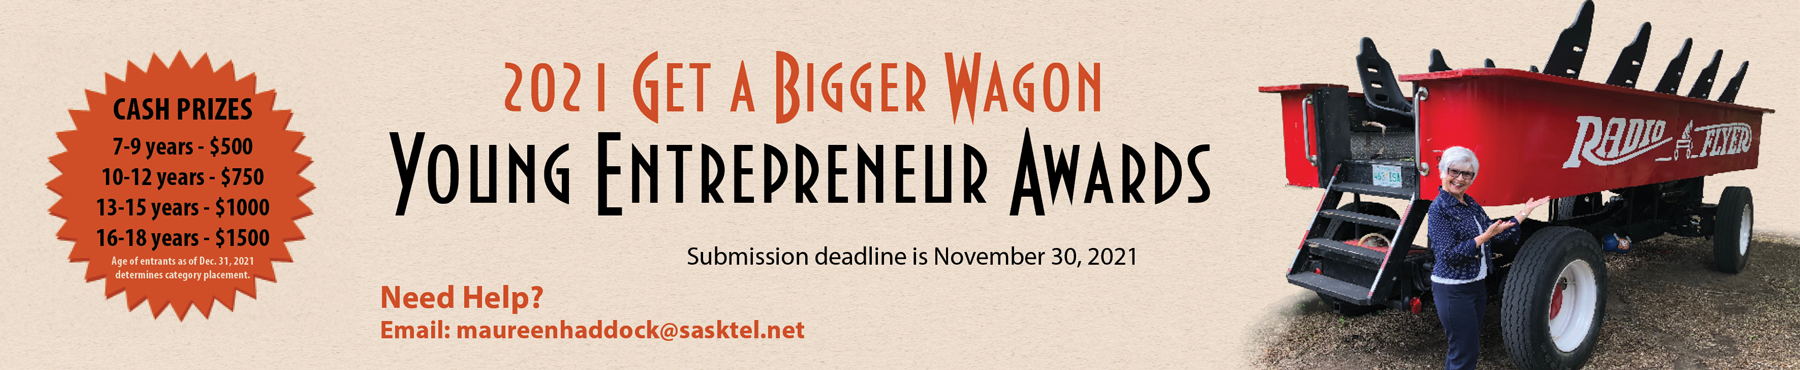 CASH PRIZES
7-9 years - $500
10-12 years - $750
13-15 years - $1000
16-18 years - $1500
Age of entrants as of Dec. 31, 2021
determines category placement.
2021 GET A BIGGER WAGON
YOUNG ENTREPRENEUR AWARDS
Submission deadline is November 30, 2021
Need Help?
Email: maureenhaddock@sasktel.net
RADIO FLYER